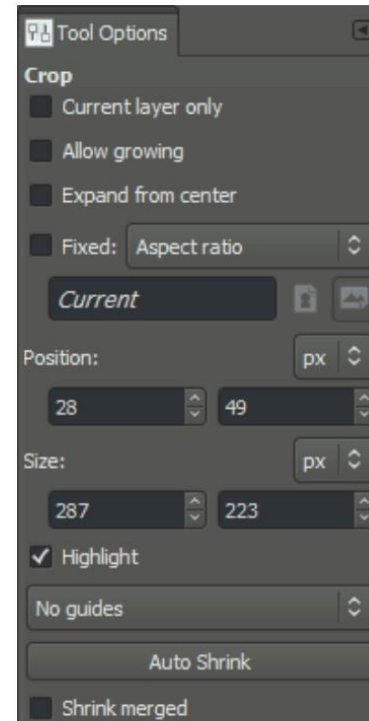 Tool Options
Crop
Current layer only
Allow growing
Expand from center
Fixed: Aspect ratio
Current
Position: px
28 49
Size: px
287 223
Highlight
No guides
Auto Shrink
Shrink merged